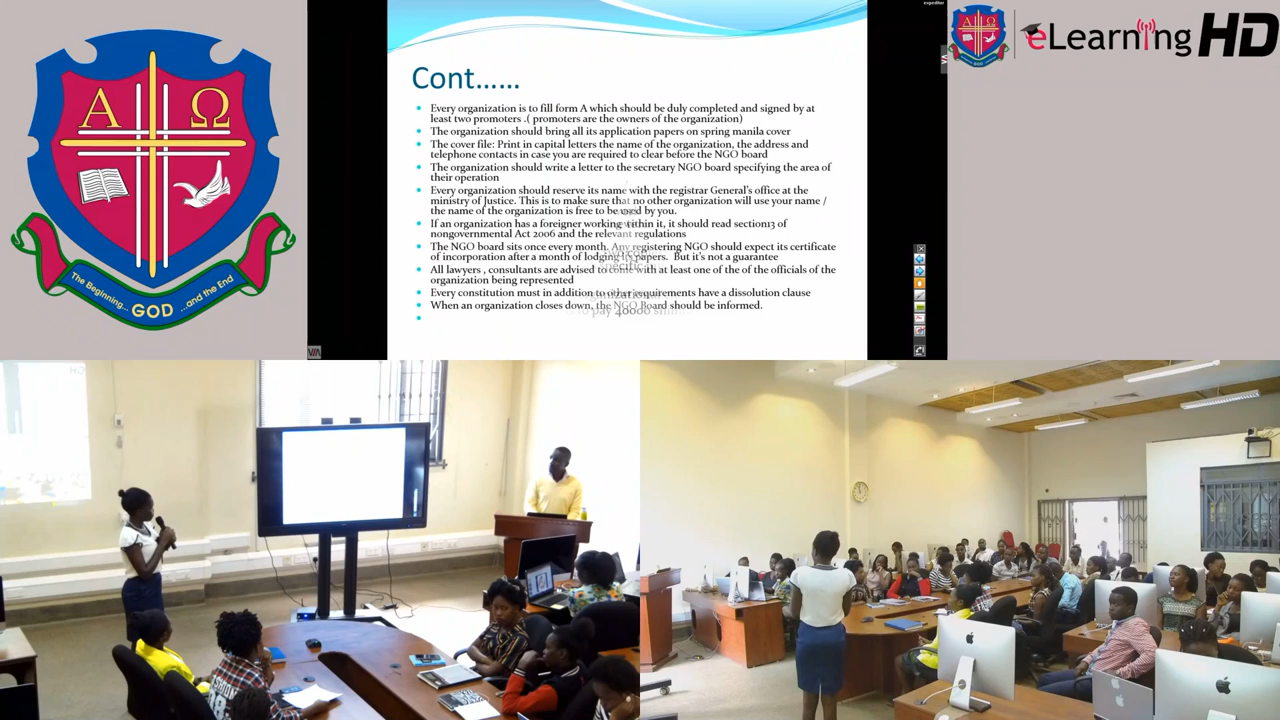 Α Ω
The Beginning... GOD ...and the End
VIA
expeditor
Cont......
Every organization is to fill form A which should be duly completed and signed by at
least two promoters .( promoters are the owners of the organization)
The organization should bring all its application papers on spring manila cover
The cover file: Print in capital letters the name of the organization, the address and
telephone contacts in case you are required to clear before the NGO board
The organization should write a letter to the secretary NGO board specifying the area of
their operation
Every organization should reserve its name with the registrar General's office at the
ministry of Justice. This is to make sure that no other organization will use your name /
the name of the organization is free to be used by you.
If an organization has a foreigner working within it, it should read section13 of
nongovernmental Act 2006 and the relevant regulations
The NGO board sits once every month. Any registering NGO should expect its certificate
of incorporation after a month of lodging its papers. But it's not a guarantee
All lawyers , consultants are advised to come with at least one of the of the officials of the
organization being represented
Every constitution must in addition to other requirements have a dissolution clause
When an organization closes down, the NGO Board should be informed.
to pay 40000
Α Ω
eLearning HD